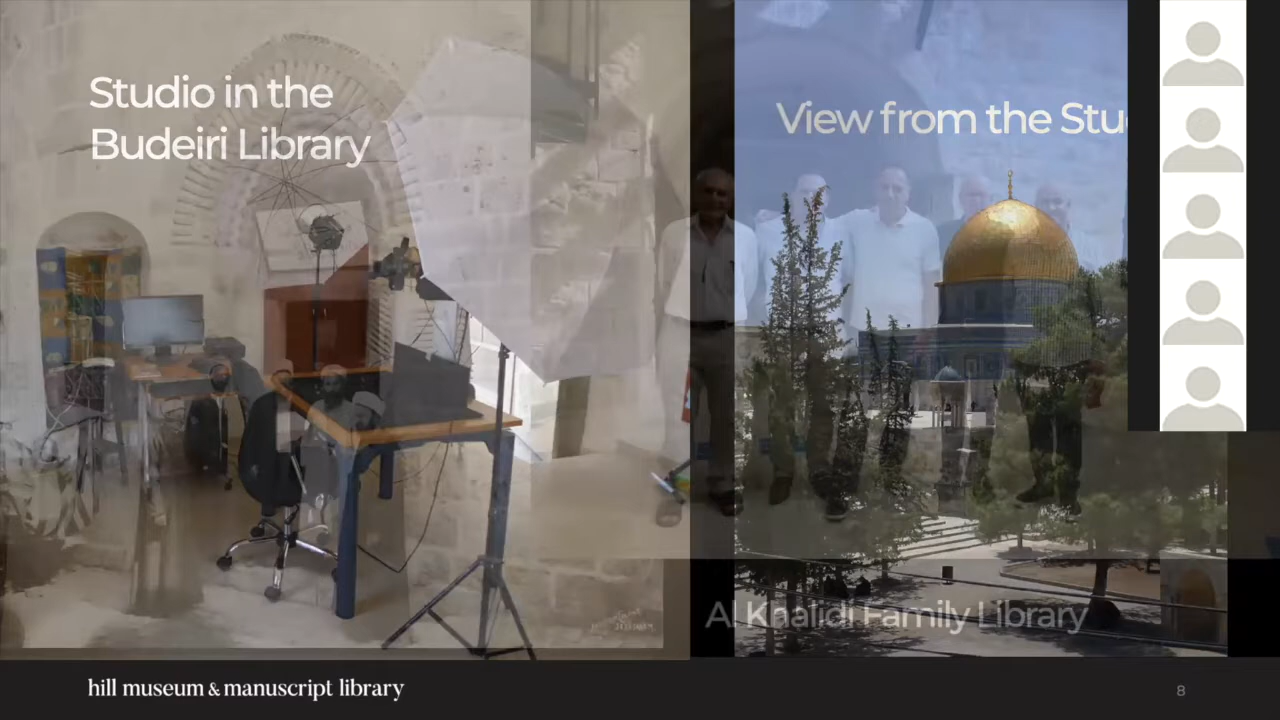 Studio in the
Budeiri Library
View from the Stu
Al Khalidi Family Library
hill museum & manuscript library
8